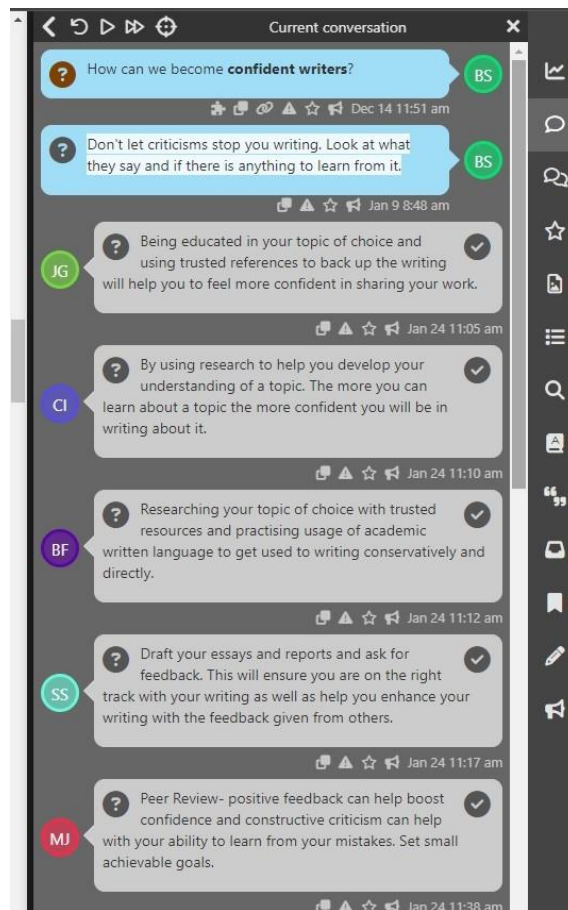 Current conversation
How can we become confident writers?
BS
Dec 14 11:51 am
Don't let criticisms stop you writing. Look at what
they say and if there is anything to learn from it.
BS
Jan 9 8:48 am
Being educated in your topic of choice and
using trusted references to back up the writing
will help you to feel more confident in sharing your work.
JG
Jan 24 11:05 am
By using research to help you develop your
understanding of a topic. The more you can
learn about a topic the more confident you will be in
writing about it.
CI
Jan 24 11:10 am
Researching your topic of choice with trusted
resources and practising usage of academic
written language to get used to writing conservatively and
directly.
BF
Jan 24 11:12 am
Draft your essays and reports and ask for
feedback. This will ensure you are on the right
track with your writing as well as help you enhance your
writing with the feedback given from others.
SS
Jan 24 11:17 am
Peer Review- positive feedback can help boost
confidence and constructive criticism can help
with your ability to learn from your mistakes. Set small
achievable goals.
MJ
Jan 24 11:38 am